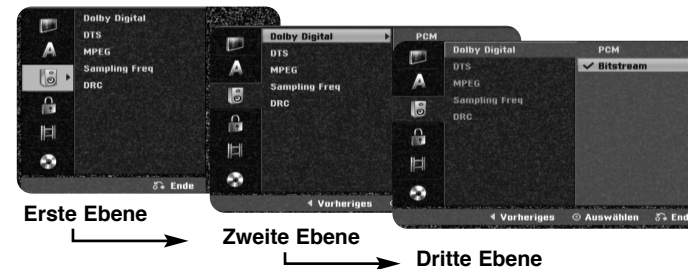 Dolby Digital
DTS
MPEG
Sampling Freq
DRC
Ende
Erste Ebene
Dolby Digital
PCM
DTS
MPEG
Sampling Freq
DRC
Vorheriges
Zweite Ebene
Dolby Digital
PCM
DTS
Bitstream
MPEG
Sampling Freq
DRC
Vorheriges Auswählen
Dritte Ebene